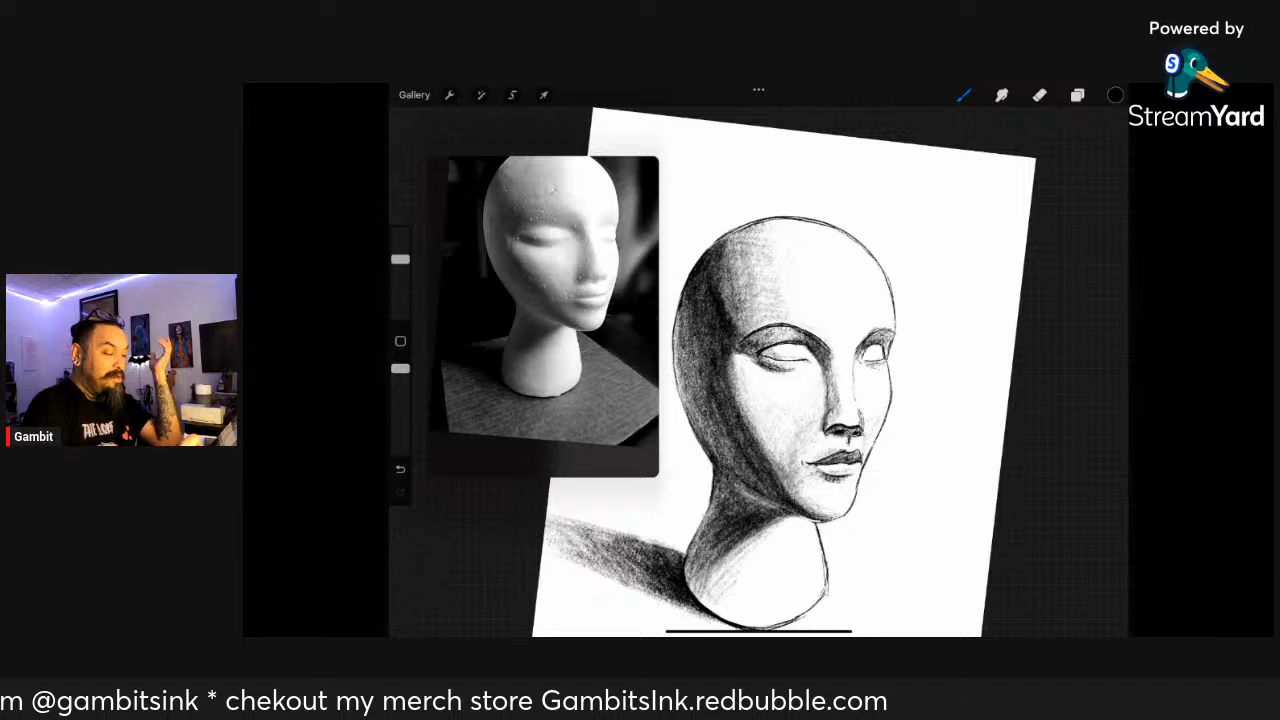 Powered by
StreamYard
Gallery
S
Gambit
m @gambitsink * chekout my merch store GambitsInk.redbubble.com